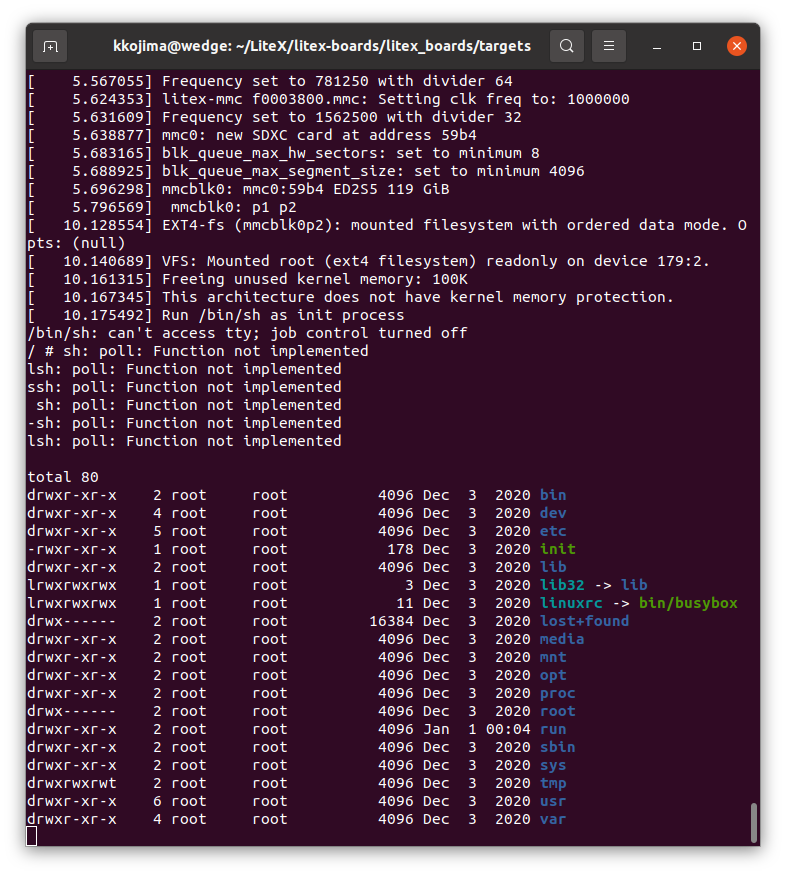 kkojima@wedge: ~/LiteX/litex-boards/litex_boards/targets
[    5.567055] Frequency set to 781250 with divider 64
[    5.624353] litex-mmc f0003800.mmc: Setting clk freq to: 1000000
[    5.631609] Frequency set to 1562500 with divider 32
[    5.638877] mmc0: new SDXC card at address 59b4
[    5.683165] blk_queue_max_hw_sectors: set to minimum 8
[    5.688925] blk_queue_max_segment_size: set to minimum 4096
[    5.696298] mmcblk0: mmc0:59b4 ED2S5 119 GiB
[    5.796569]  mmcblk0: p1 p2
[   10.128554] EXT4-fs (mmcblk0p2): mounted filesystem with ordered data mode. O
pts: (null)
[   10.140689] VFS: Mounted root (ext4 filesystem) readonly on device 179:2.
[   10.161315] Freeing unused kernel memory: 100K
[   10.167345] This architecture does not have kernel memory protection.
[   10.175492] Run /bin/sh as init process
/bin/sh: can't access tty; job control turned off
/ # sh: poll: Function not implemented
lsh: poll: Function not implemented
ssh: poll: Function not implemented
 sh: poll: Function not implemented
-sh: poll: Function not implemented
lsh: poll: Function not implemented

total 80
drwxr-xr-x    2 root     root          4096 Dec  3  2020 bin
drwxr-xr-x    4 root     root          4096 Dec  3  2020 dev
drwxr-xr-x    5 root     root          4096 Dec  3  2020 etc
-rwxr-xr-x    1 root     root           178 Dec  3  2020 init
drwxr-xr-x    2 root     root          4096 Dec  3  2020 lib
lrwxrwxrwx    1 root     root             3 Dec  3  2020 lib32 -> lib
lrwxrwxrwx    1 root     root            11 Dec  3  2020 linuxrc -> bin/busybox
drwx------    2 root     root         16384 Dec  3  2020 lost+found
drwxr-xr-x    2 root     root          4096 Dec  3  2020 media
drwxr-xr-x    2 root     root          4096 Dec  3  2020 mnt
drwxr-xr-x    2 root     root          4096 Dec  3  2020 opt
drwxr-xr-x    2 root     root          4096 Dec  3  2020 proc
drwx------    2 root     root          4096 Dec  3  2020 root
drwxr-xr-x    2 root     root          4096 Jan  1 00:04 run
drwxr-xr-x    2 root     root          4096 Dec  3  2020 sbin
drwxr-xr-x    2 root     root          4096 Dec  3  2020 sys
drwxrwxrwt    2 root     root          4096 Dec  3  2020 tmp
drwxr-xr-x    6 root     root          4096 Dec  3  2020 usr
drwxr-xr-x    4 root     root          4096 Dec  3  2020 var